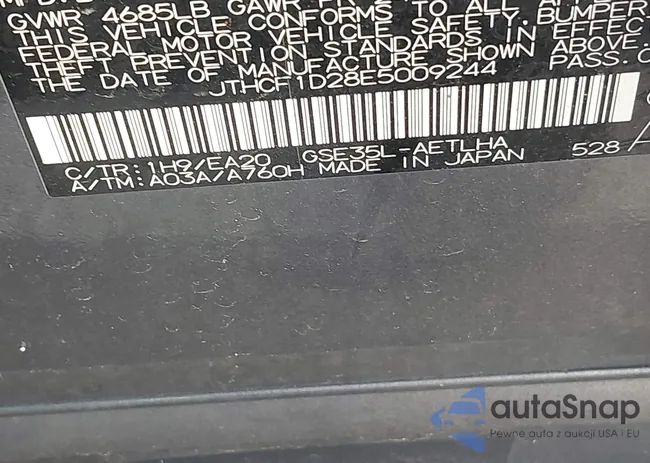 GVWR 4685LB GAWR
THIS VEHICLE CONFORMS TO ALL
FEDERAL MOTOR VEHICLE SAFETY, BUMPER
THEFT PREVENTION STANDARDS IN EFFEC
THE DATE OF MANUFACTURE SHOWN ABOVE.
JTHCF1D28E5009244 PASS.
C/TR: 1H9/EA20 GSE35L-AETLHA
A/TM: A03A/A760H MADE IN JAPAN 528
autaSnap
Pewne auta z aukcji USA i EU